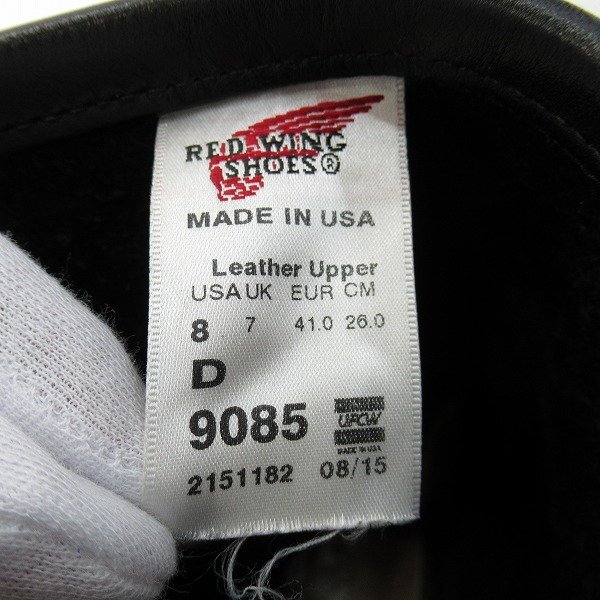 RED WING
SHOES®
MADE IN USA
Leather Upper
USA UK EUR CM
8 7 41.0 26.0
D
9085
UFCW
MADE IN U.S.A.
2151182 08/15